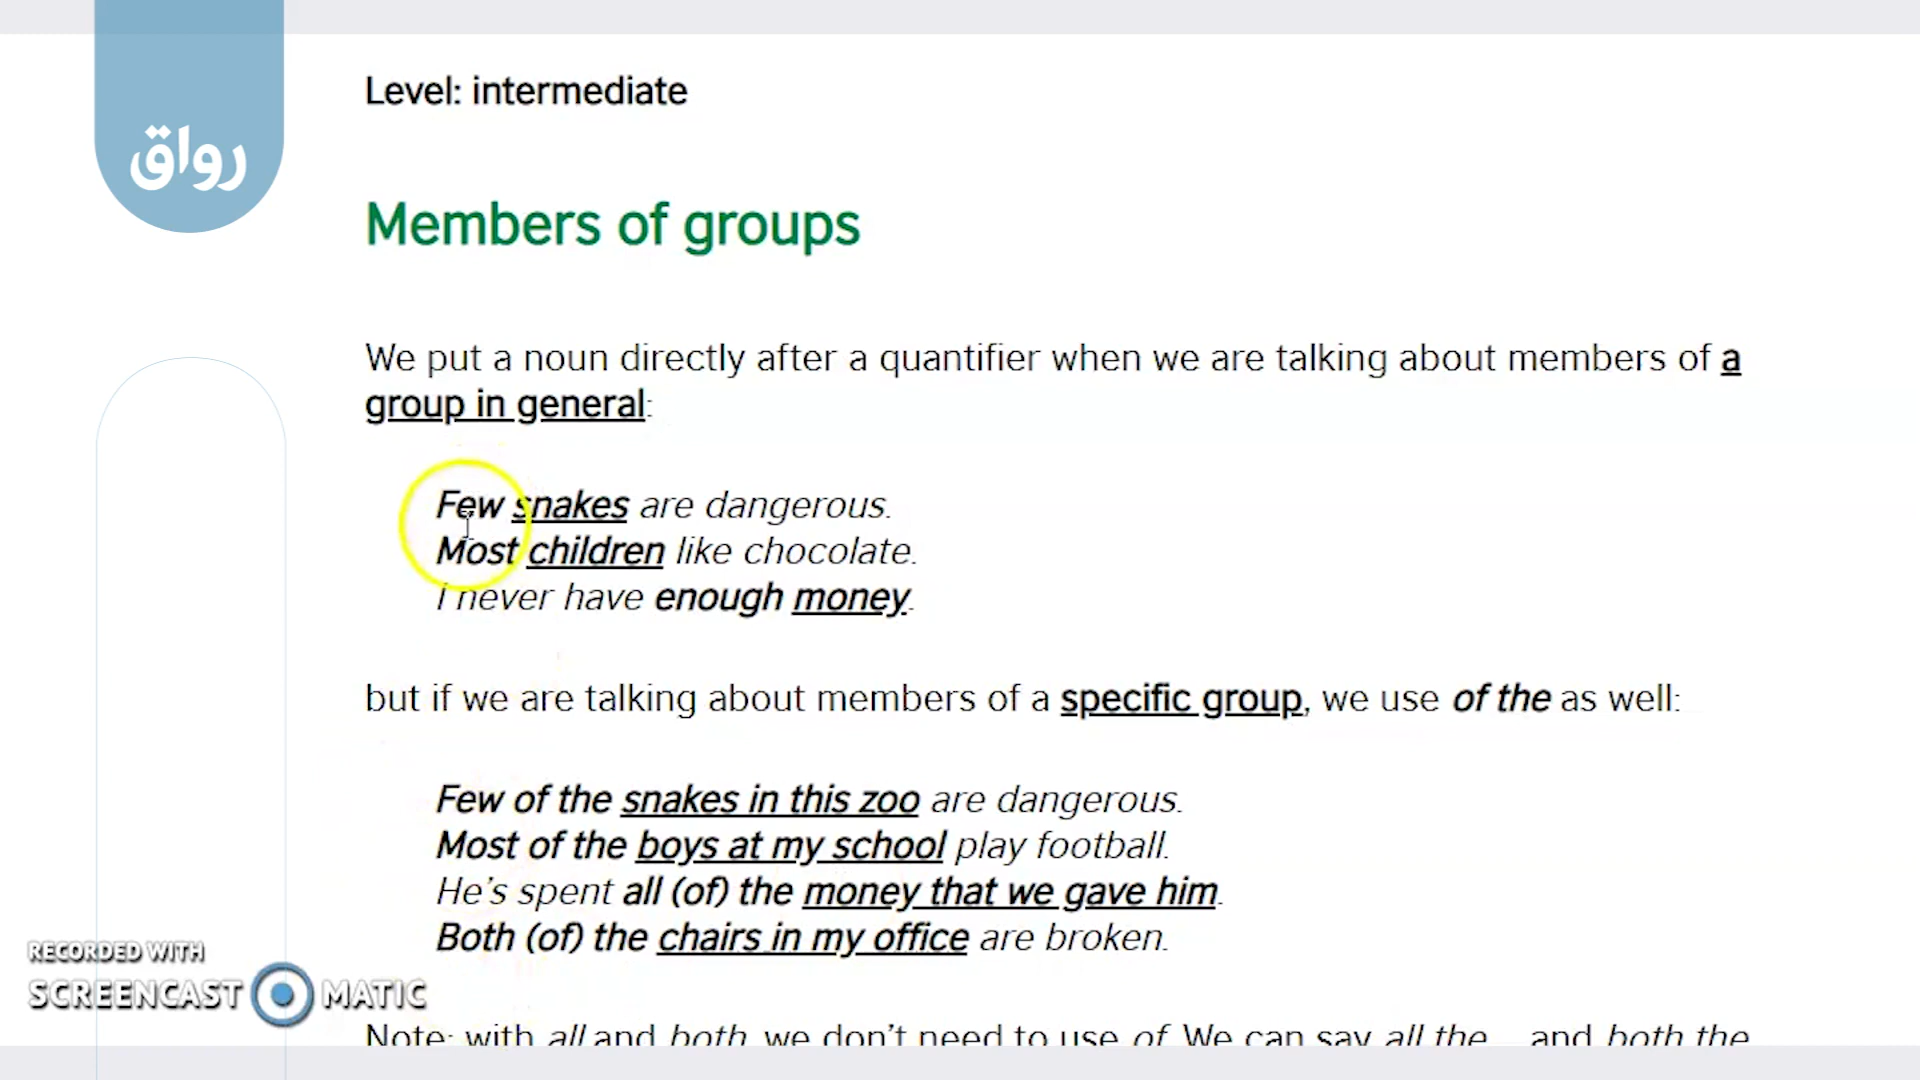 رواق
Level: intermediate
Members of groups
We put a noun directly after a quantifier when we are talking about members of a
group in general:
Few snakes are dangerous.
Most children like chocolate.
I never have enough money.
but if we are talking about members of a specific group, we use of the as well:
Few of the snakes in this zoo are dangerous.
Most of the boys at my school play football.
He's spent all (of) the money that we gave him.
Both (of) the chairs in my office are broken.
RECORDED WITH
SCREENCAST MATIC
Note: with all and both, we don't need to use of. We can say all the … and both the